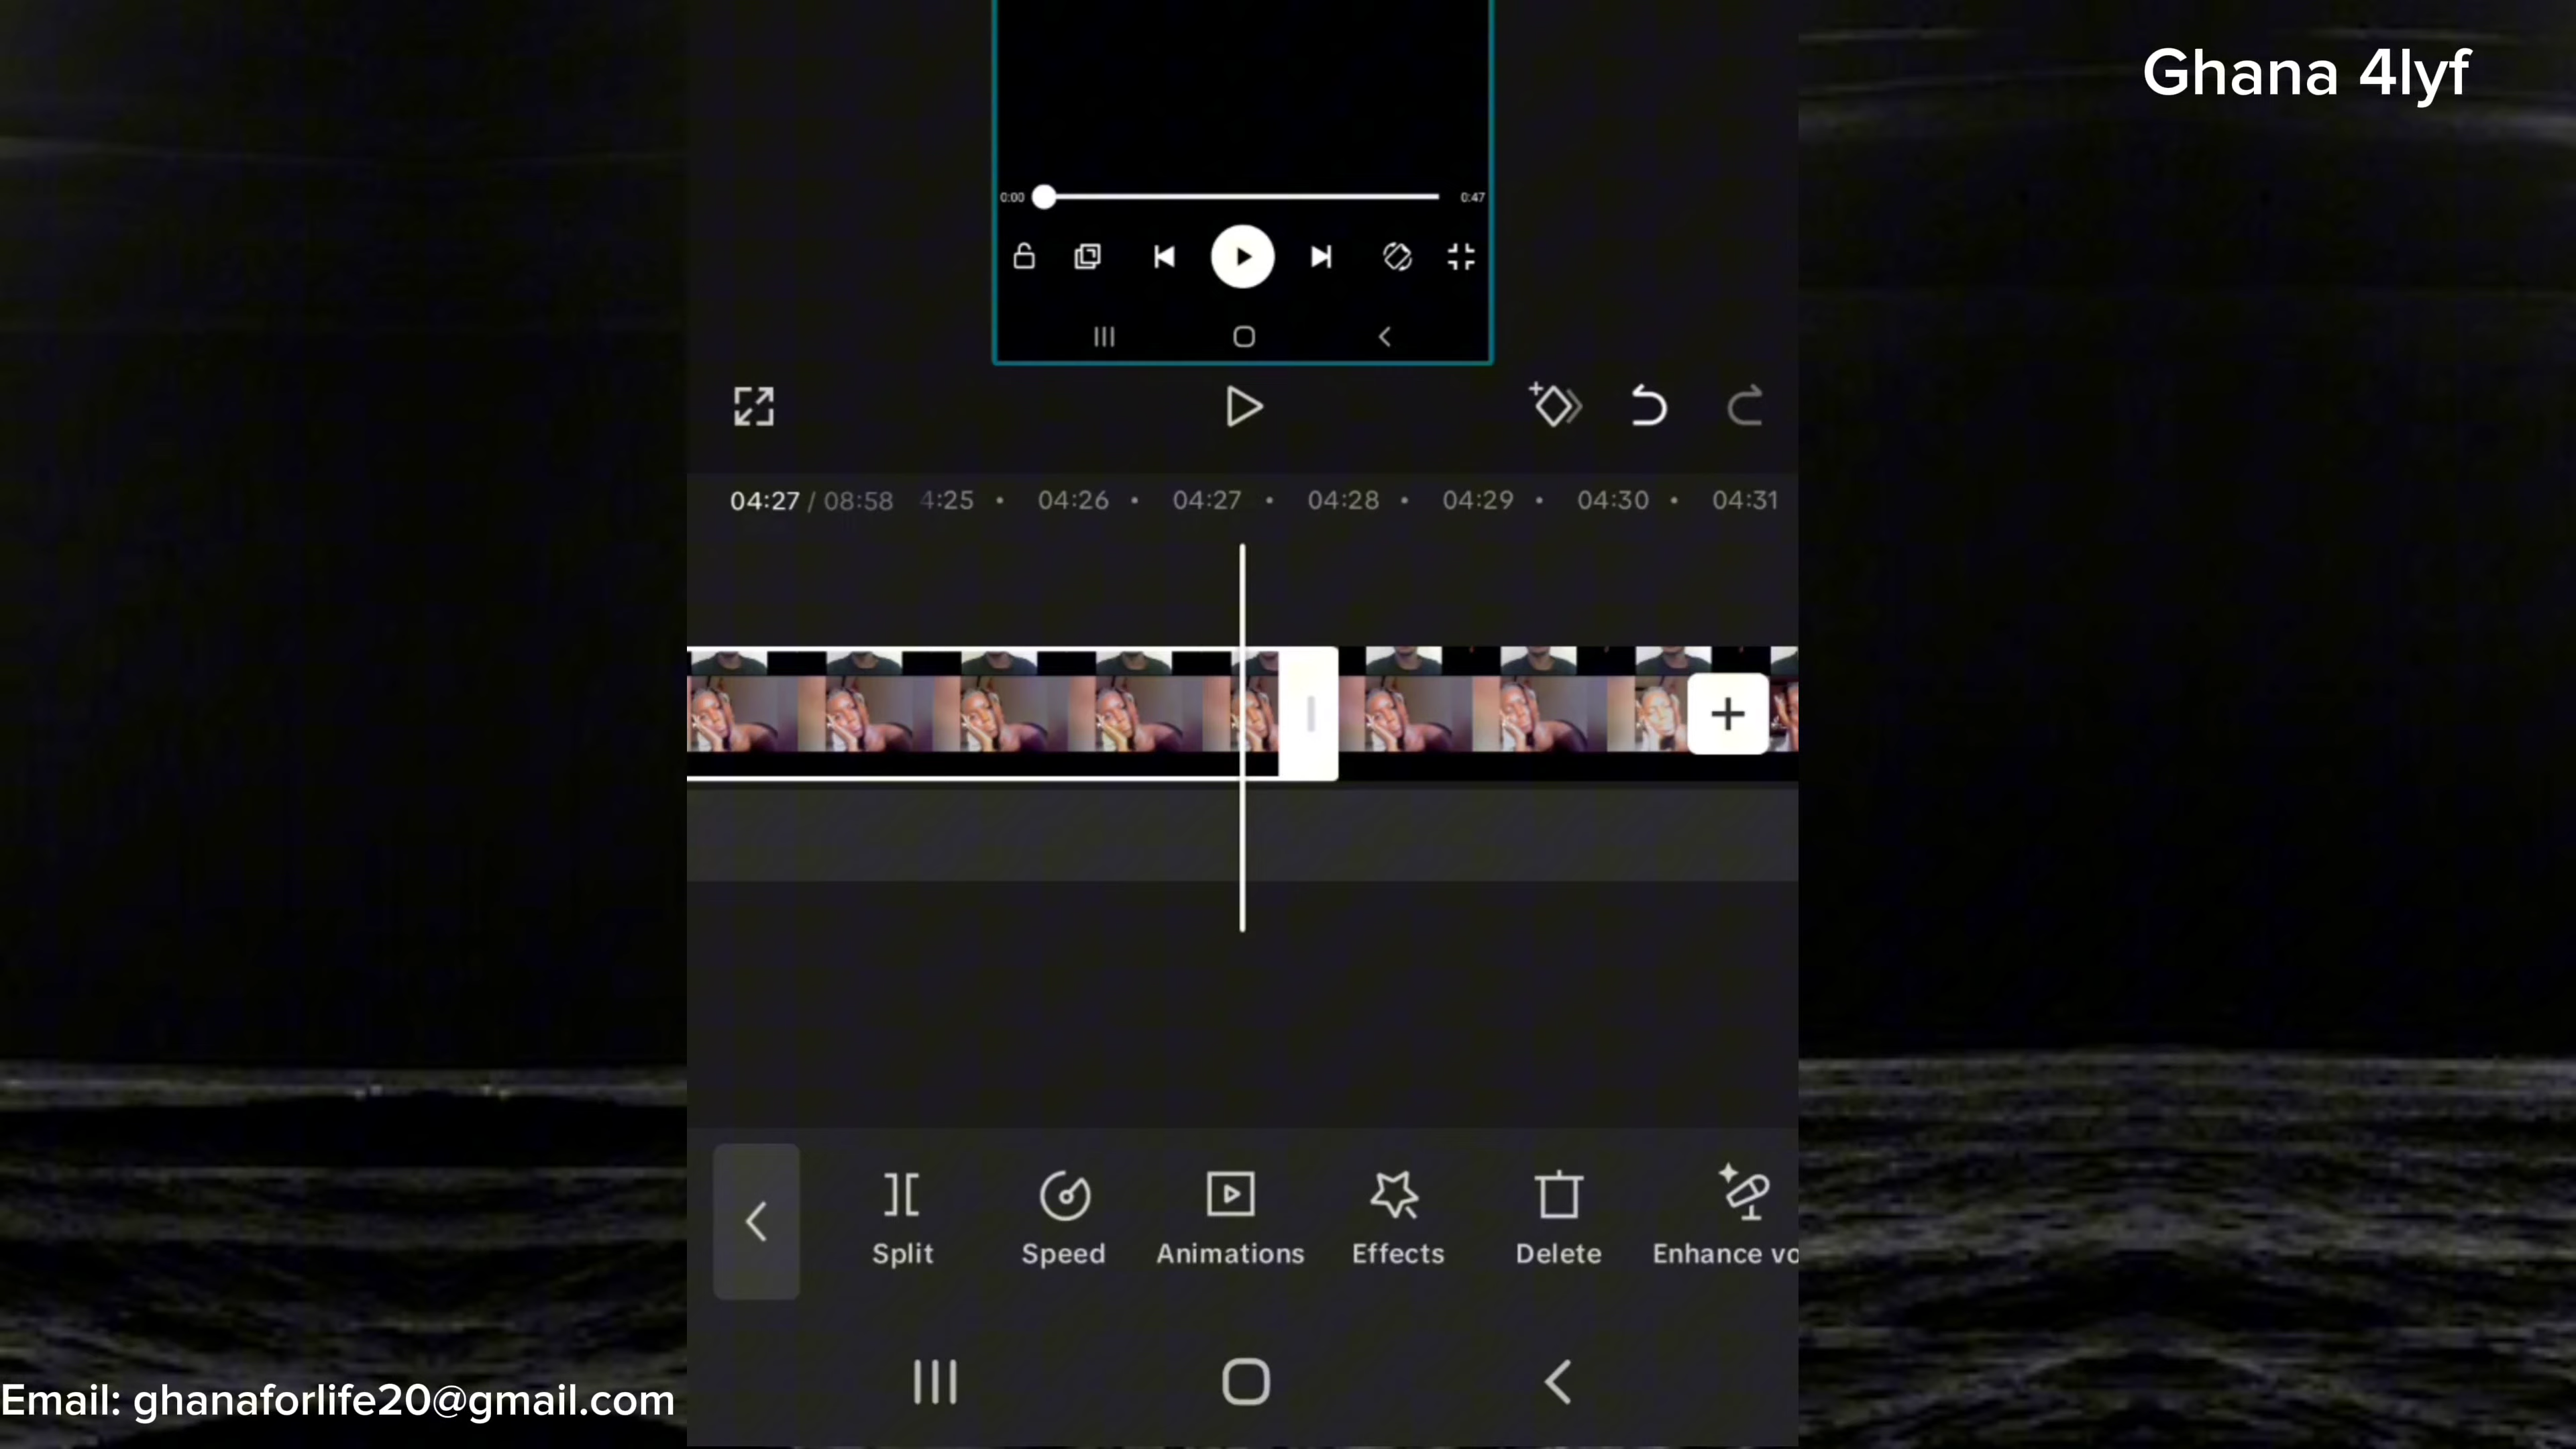 Ghana 4lyf
0:00 0:47
04:27 / 08:58 4:25 04:26 04:27 04:28 04:29 04:30 04:31
Split Speed Animations Effects Delete Enhance vo
Email: ghanaforlife20@gmail.com